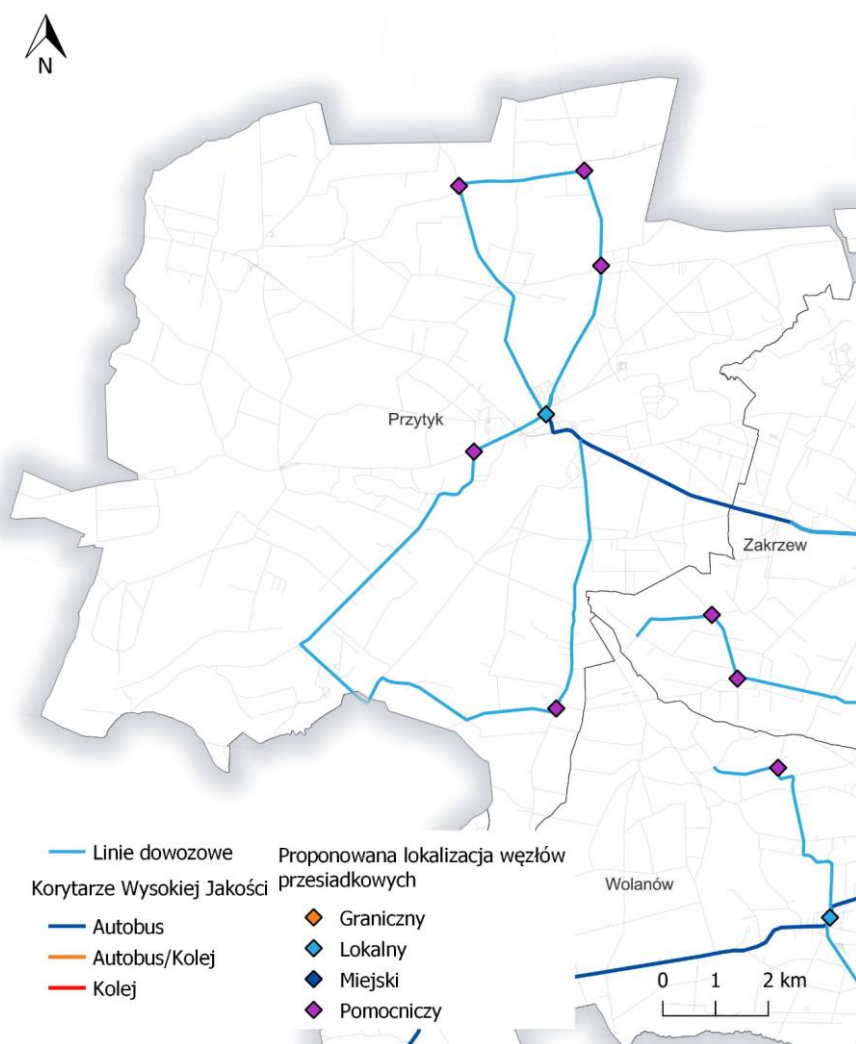 N
Przytyk
Zakrzew
Wolanów
Linie dowozowe
Korytarze Wysokiej Jakości
Autobus
Autobus/Kolej
Kolej
Proponowana lokalizacja węzłów
przesiadkowych
Graniczny
Lokalny
Miejski
Pomocniczy
0 1 2 km